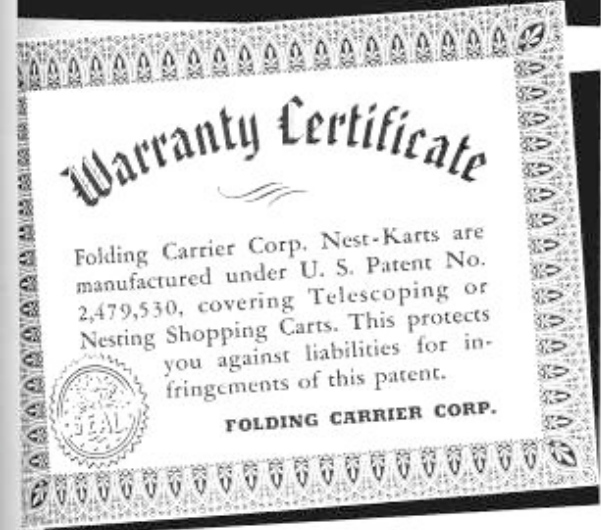 Warranty Certificate
Folding Carrier Corp. Nest-Karts are
manufactured under U. S. Patent No.
2,479,530, covering Telescoping or
Nesting Shopping Carts. This protects
you against liabilities for in-
fringements of this patent.
SEAL
FOLDING CARRIER CORP.